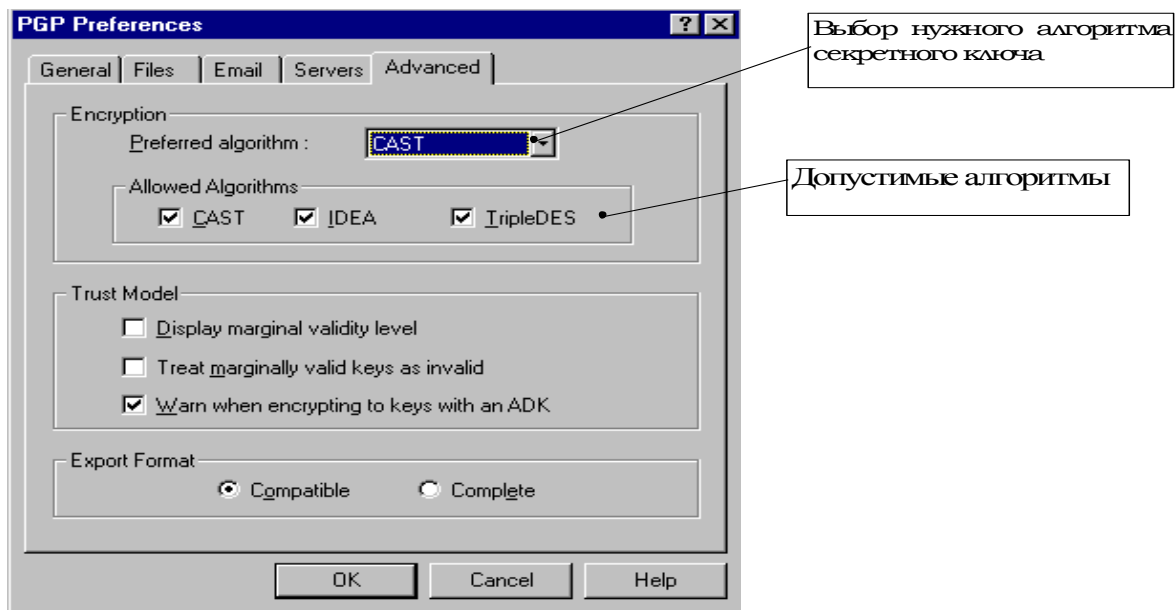 PGP Preferences
Выбор нужного алгоритма
секретного ключа
General Files Email Servers Advanced
Encryption
Preferred algorithm : CAST
Допустимые алгоритмы
Allowed Algorithms
CAST IDEA TripleDES
Trust Model
Display marginal validity level
Treat marginally valid keys as invalid
Warn when encrypting to keys with an ADK
Export Format
Compatible Complete
OK Cancel Help